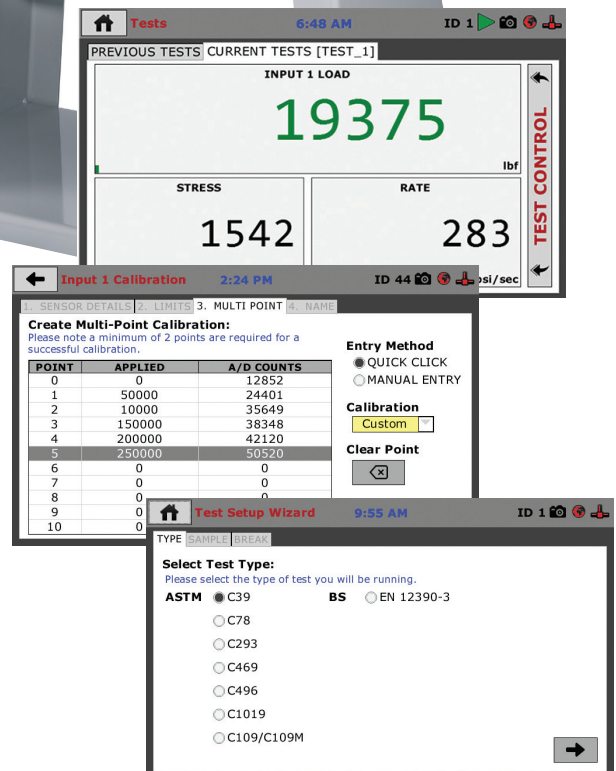 Tests 6:48 AM ID 1
PREVIOUS TESTS CURRENT TESTS [TEST_1]
INPUT 1 LOAD
19375
lbf
STRESS
1542
RATE
283
TEST CONTROL
Input 1 Calibration 2:24 PM ID 44 si/sec
1. SENSOR DETAILS 2. LIMITS 3. MULTI POINT 4. NAME
Create Multi-Point Calibration:
Please note a minimum of 2 points are required for a
successful calibration.
POINT APPLIED A/D COUNTS
0 0 12852
1 50000 24401
2 10000 35649
3 150000 38348
4 200000 42120
5 250000 50520
6 0 0
7 0 0
8 0 0
9 0
10 0
Entry Method
QUICK CLICK
MANUAL ENTRY
Calibration
Custom
Clear Point
Test Setup Wizard 9:55 AM ID 1
TYPE SAMPLE BREAK
Select Test Type:
Please select the type of test you will be running.
ASTM C39 BS EN 12390-3
C78
C293
C469
C496
C1019
C109/C109M